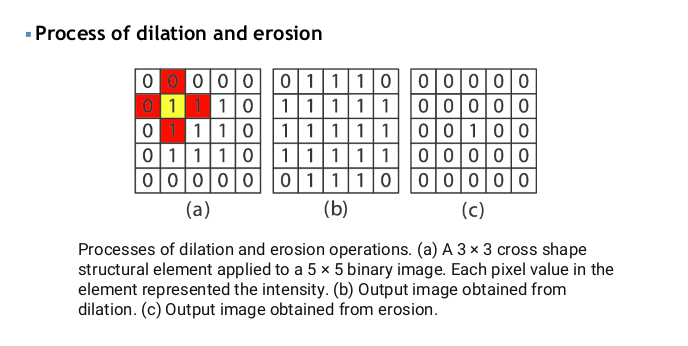 ▪Process of dilation and erosion
0 0 0 0 0 0 1 1 1 0 0 0 0 0 0
0 1 1 1 0 1 1 1 1 1 0 0 0 0 0
0 1 1 1 0 1 1 1 1 1 0 0 1 0 0
0 1 1 1 0 1 1 1 1 1 0 0 0 0 0
0 0 0 0 0 0 1 1 1 0 0 0 0 0 0
(a) (b) (c)
Processes of dilation and erosion operations. (a) A 3 × 3 cross shape
structural element applied to a 5 × 5 binary image. Each pixel value in the
element represented the intensity. (b) Output image obtained from
dilation. (c) Output image obtained from erosion.